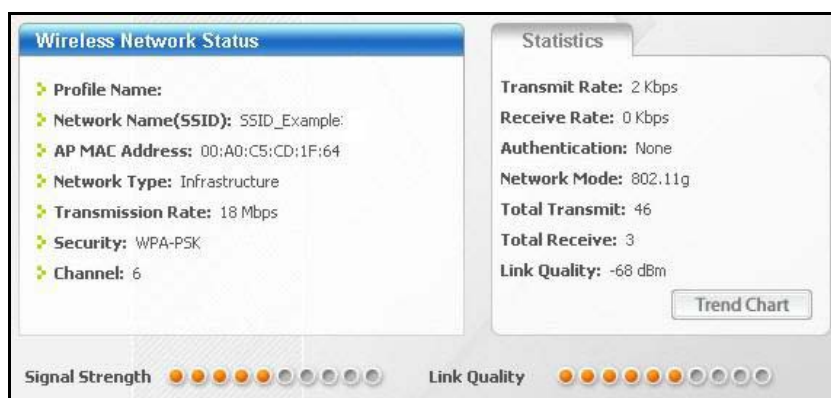 Wireless Network Status
Profile Name:
Network Name(SSID): SSID_Example
AP MAC Address: 00:A0:C5:CD:1F:64
Network Type: Infrastructure
Transmission Rate: 18 Mbps
Security: WPA-PSK
Channel: 6
Statistics
Transmit Rate: 2 Kbps
Receive Rate: 0 Kbps
Authentication: None
Network Mode: 802.11g
Total Transmit: 46
Total Receive: 3
Link Quality: -68 dBm
Trend Chart
Signal Strength
Link Quality